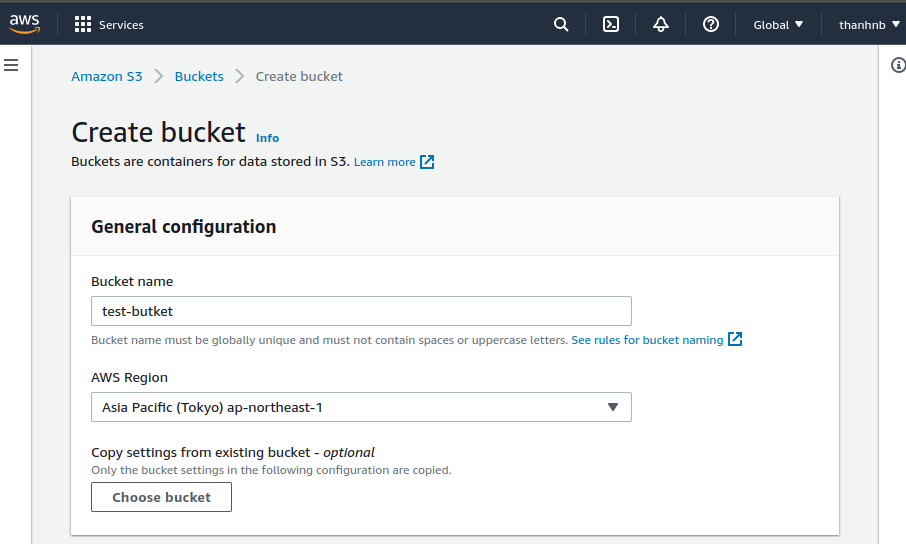 aws Services Global thanhnb
Amazon S3 Buckets Create bucket
Create bucket Info
Buckets are containers for data stored in S3. Learn more
General configuration
Bucket name
test-butket
Bucket name must be globally unique and must not contain spaces or uppercase letters. See rules for bucket naming
AWS Region
Asia Pacific (Tokyo) ap-northeast-1
Copy settings from existing bucket - optional
Only the bucket settings in the following configuration are copied.
Choose bucket